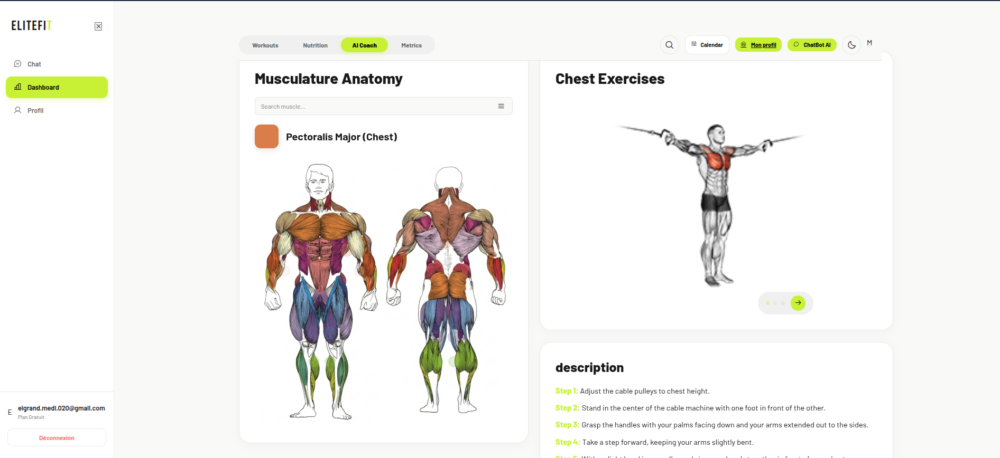 ELITEFIT
Chat
Dashboard
Profil
elgrand.medi.020@gmail.com
E
Plan Gratuit
Déconnexion
Workouts
Nutrition
AI Coach
Metrics
Calendar
Mon profil
ChatBot AI
M
Musculature Anatomy
Search muscle...
Pectoralis Major (Chest)
Chest Exercises
description
Step 1: Adjust the cable pulleys to chest height.
Step 2: Stand in the center of the cable machine with one foot in front of the other.
Step 3: Grasp the handles with your palms facing down and your arms extended out to the sides.
Step 4: Take a step forward, keeping your arms slightly bent.